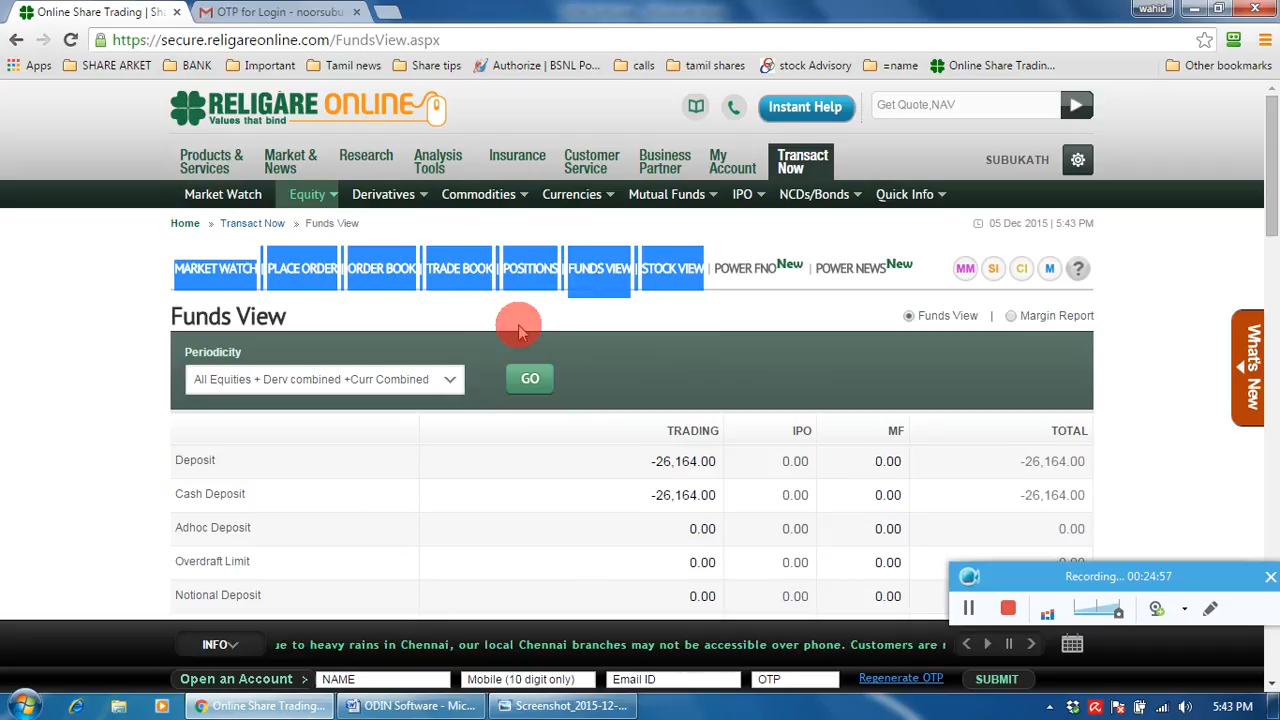 Online Share Trading | Sha
OTP for Login - noorsubu
wahid
https://secure.religareonline.com/FundsView.aspx
Apps
SHARE ARKET
BANK
Important
Tamil news
Share tips
Authorize | BSNL Po...
calls
tamil shares
stock Advisory
=name
Online Share Tradin...
Other bookmarks
RELIGARE ONLINE
Values that bind
Instant Help
Get Quote,NAV
Products & Services
Market & News
Research
Analysis Tools
Insurance
Customer Service
Business Partner
My Account
Transact Now
SUBUKATH
Market Watch
Equity
Derivatives
Commodities
Currencies
Mutual Funds
IPO
NCDs/Bonds
Quick Info
Home » Transact Now » Funds View
05 Dec 2015 | 5:43 PM
MARKET WATCH | PLACE ORDER | ORDER BOOK | TRADE BOOK | POSITIONS | FUNDS VIEW | STOCK VIEW | POWER FNO New | POWER NEWS New
MM SI CI M ?
Funds View
Funds View | Margin Report
What's New
Periodicity
All Equities + Derv combined +Curr Combined
GO
TRADING IPO MF TOTAL
Deposit -26,164.00 0.00 0.00 -26,164.00
Cash Deposit -26,164.00 0.00 0.00 -26,164.00
Adhoc Deposit 0.00 0.00 0.00 0.00
Overdraft Limit 0.00 0.00 0.00
Notional Deposit 0.00 0.00 0.00
Recording... 00:24:57
INFO
ue to heavy rains in Chennai, our local Chennai branches may not be accessible over phone. Customers are r
Open an Account >
NAME
Mobile (10 digit only)
Email ID
OTP
Regenerate OTP
SUBMIT
Online Share Trading...
ODIN Software - Mic...
Screenshot_2015-12-...
5:43 PM